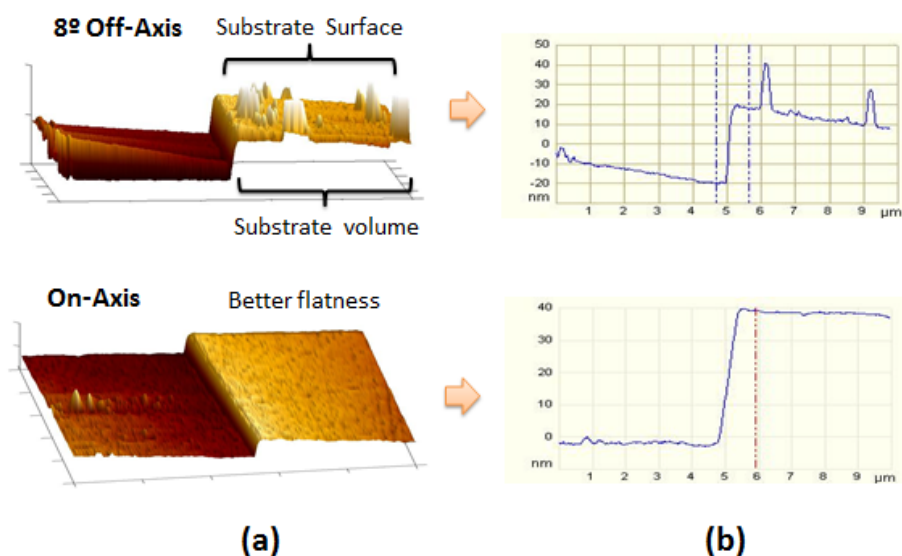 8º Off-Axis
Substrate Surface
Substrate volume
50
40
30
20
10
0
-10
-20
nm
1 2 3 4 5 6 7 8 9 µm
On-Axis
Better flatness
40
30
20
10
0
nm
1 2 3 4 5 6 7 8 9 µm
(a)
(b)